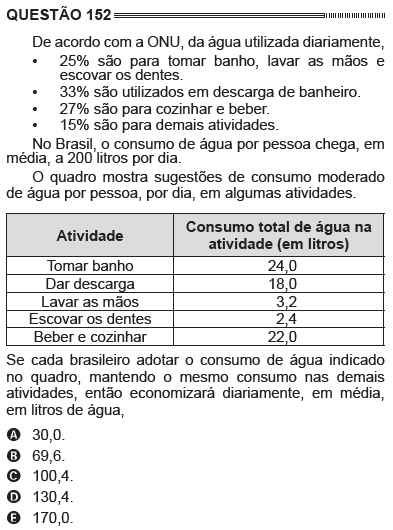 QUESTÃO 152
De acordo com a ONU, da água utilizada diariamente,
• 25% são para tomar banho, lavar as mãos e
escovar os dentes.
• 33% são utilizados em descarga de banheiro.
• 27% são para cozinhar e beber.
• 15% são para demais atividades.
No Brasil, o consumo de água por pessoa chega, em
média, a 200 litros por dia.
O quadro mostra sugestões de consumo moderado
de água por pessoa, por dia, em algumas atividades.
Atividade Consumo total de água na
atividade (em litros)
Tomar banho 24,0
Dar descarga 18,0
Lavar as mãos 3,2
Escovar os dentes 2,4
Beber e cozinhar 22,0
Se cada brasileiro adotar o consumo de água indicado
no quadro, mantendo o mesmo consumo nas demais
atividades, então economizará diariamente, em média,
em litros de água,
A 30,0.
B 69,6.
C 100,4.
D 130,4.
E 170,0.